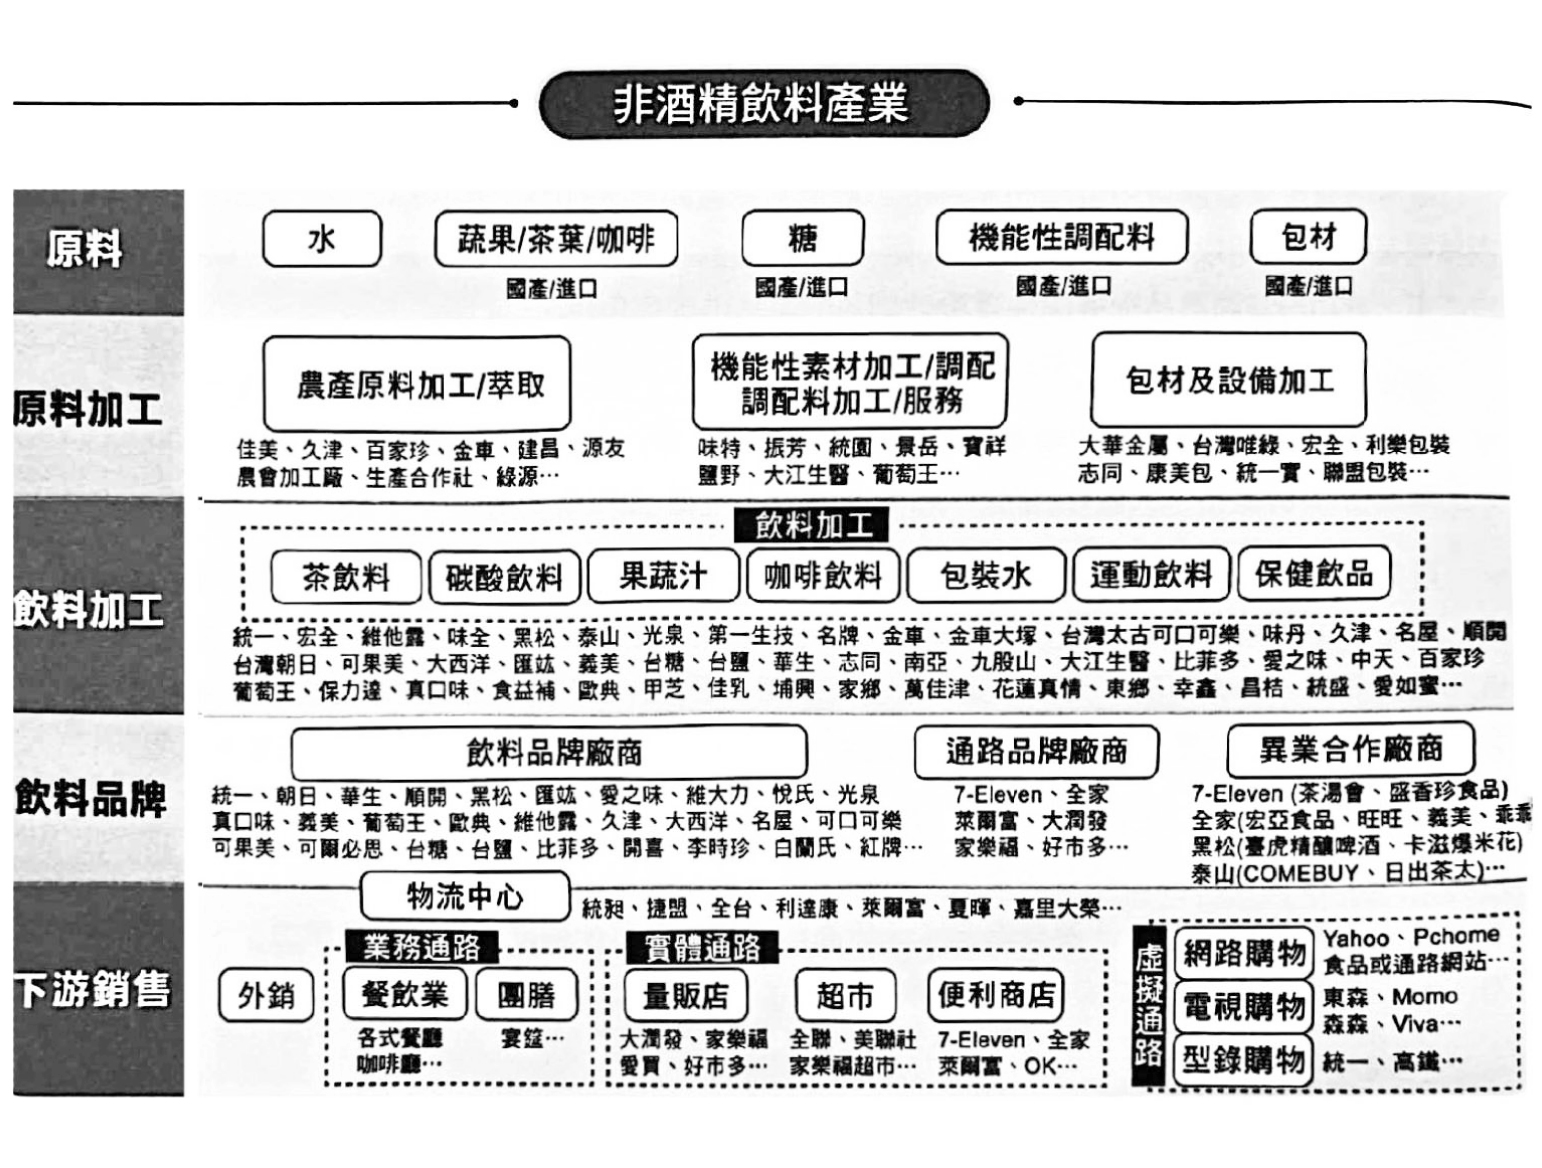 非酒精飲料產業
原料
水
蔬果/茶葉/咖啡
糖
機能性調配料
包材
國產/進口
國產/進口
國產/進口
國產/進口
原料加工
農產原料加工/萃取
機能性素材加工/調配
調配料加工/服務
包材及設備加工
佳美、久津、百家珍、金車、建昌、源友
農會加工廠、生產合作社、綠源…
味特、振芳、統園、景岳、寶祥
鹽野、大江生醫、葡萄王…
大華金屬、台灣唯綠、宏全、利樂包裝
志同、康美包、統一實、聯盟包裝…
飲料加工
飲料加工
茶飲料
碳酸飲料
果蔬汁
咖啡飲料
包裝水
運動飲料
保健飲品
統一、宏全、維他露、味全、黑松、泰山、光泉、第一生技、名牌、金車、金車大塚、台灣太古可口可樂、味丹、久津、名屋、順開
台灣朝日、可果美、大西洋、匯竑、義美、台糖、台鹽、華生、志同、南亞、九股山、大江生醫、比菲多、愛之味、中天、百家珍
葡萄王、保力達、真口味、食益補、歐典、甲芝、佳乳、埔興、家鄉、萬佳津、花蓮真情、東鄉、幸鑫、昌桔、統盛、愛如蜜…
飲料品牌
飲料品牌廠商
通路品牌廠商
異業合作廠商
統一、朝日、華生、順開、黑松、匯竑、愛之味、維大力、悅氏、光泉
真口味、義美、葡萄王、歐典、維他露、久津、大西洋、名屋、可口可樂
可果美、可爾必思、台糖、台鹽、比菲多、開喜、李時珍、白蘭氏、紅牌…
7-Eleven、全家
萊爾富、大潤發
家樂福、好市多…
7-Eleven (茶湯會、盛香珍食品)
全家(宏亞食品、旺旺、義美、乖乖
黑松(臺虎精釀啤酒、卡滋爆米花)
泰山(COMEBUY、日出茶太)…
下游銷售
物流中心
統昶、捷盟、全台、利達康、萊爾富、夏暉、嘉里大榮…
外銷
業務通路
餐飲業
團膳
各式餐廳
咖啡廳…
宴筵…
實體通路
量販店
超市
便利商店
大潤發、家樂福
愛買、好市多…
全聯、美聯社
家樂福超市…
7-Eleven、全家
萊爾富、OK…
虛擬通路
網路購物
Yahoo、Pchome
食品或通路網站…
電視購物
東森、Momo
森森、Viva…
型錄購物
統一、高鐵…